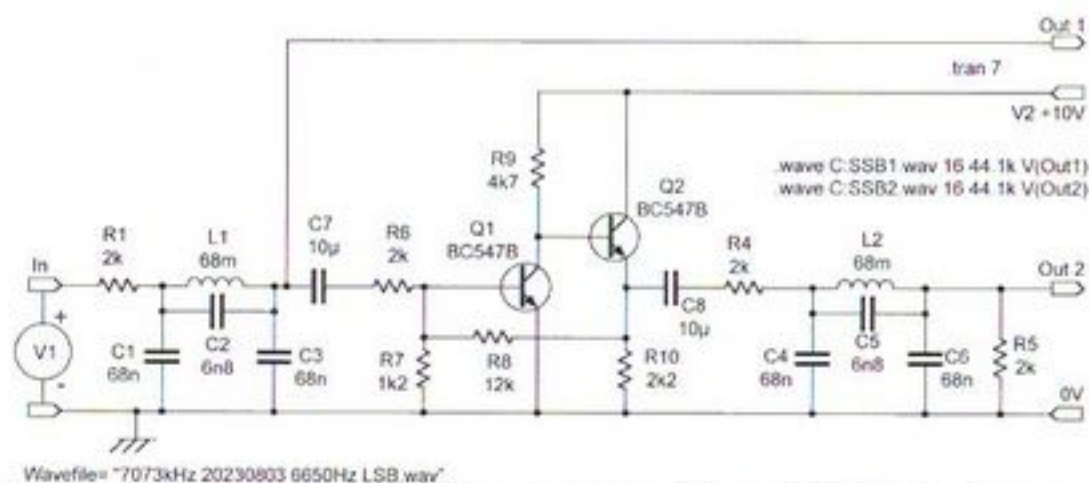 Out 1
.tran 7
V2 +10V
R9
4k7
.wave C:SSB1.wav 16 44.1k V(Out1)
.wave C:SSB2.wav 16 44.1k V(Out2)
Q2
BC547B
Q1
BC547B
C7
10µ
R6
2k
R1
2k
L1
68m
In
R4
2k
L2
68m
Out 2
C8
10µ
+
V1
-
C1
68n
C2
6n8
C3
68n
R7
1k2
R8
12k
R10
2k2
C4
68n
C5
6n8
C6
68n
R5
2k
0V
Wavefile= "7073kHz 20230803 6650Hz LSB.wav"